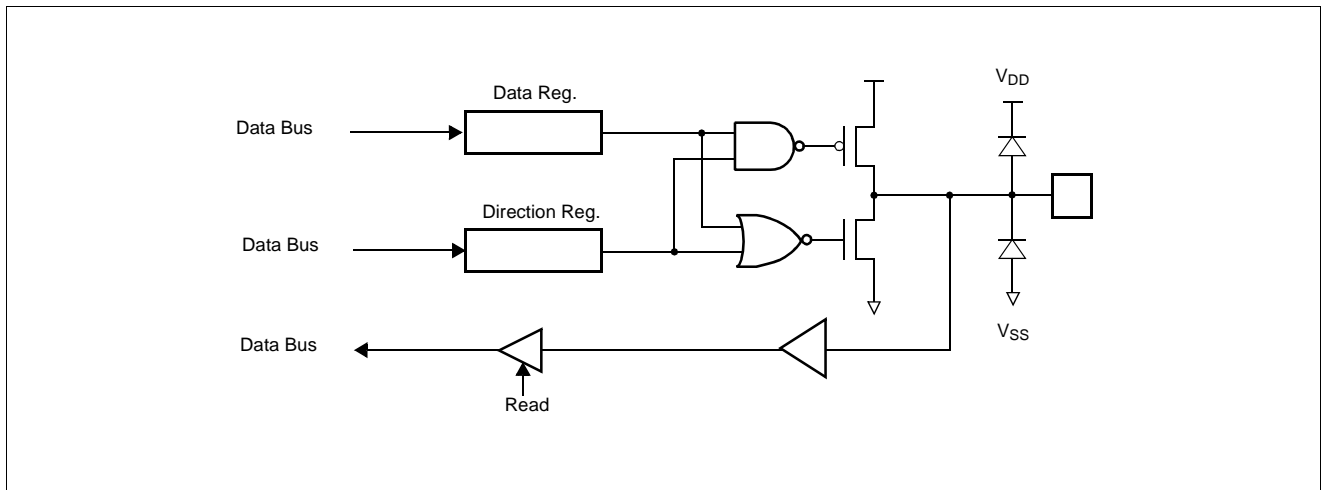 Data Reg.
Data Bus
Direction Reg.
Data Bus
Data Bus
Read
VDD
VSS